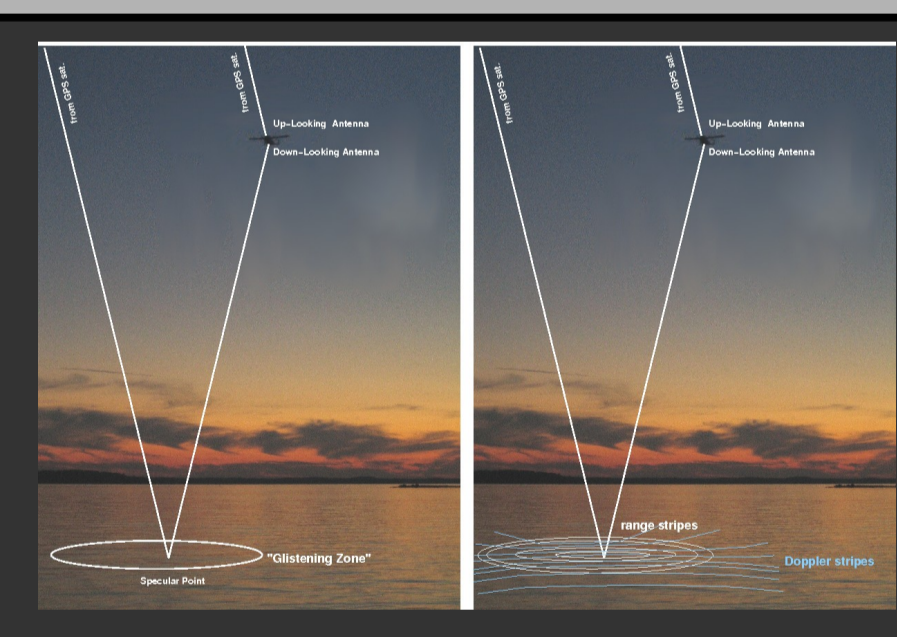 from GPS sat.
from GPS sat.
Up-Looking Antenna
Down-Looking Antenna
"Glistening Zone"
Specular Point
from GPS sat.
from GPS sat.
Up-Looking Antenna
Down-Looking Antenna
range stripes
Doppler stripes